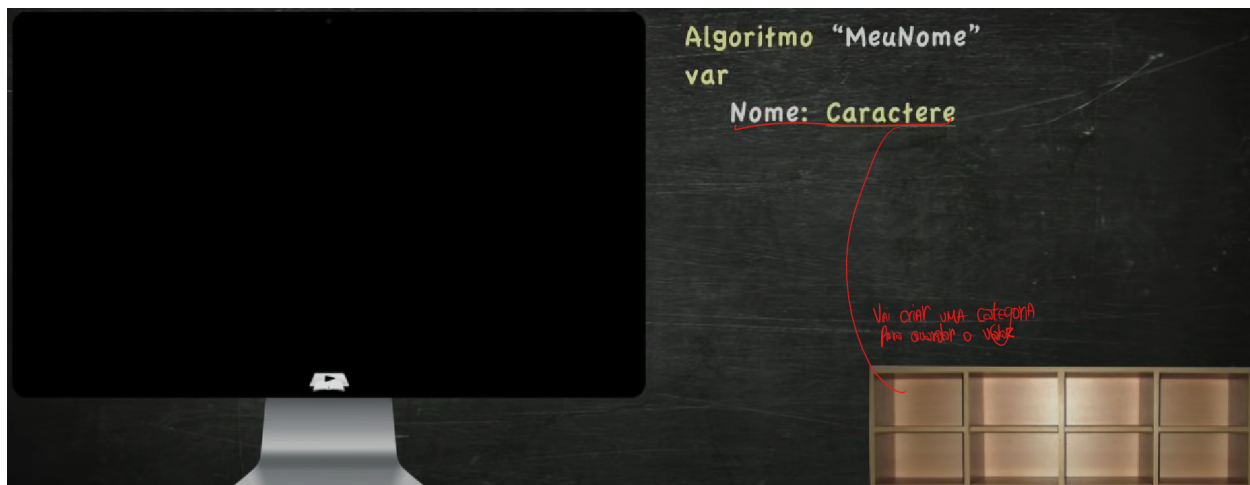 Algoritmo “MeuNome”
var
Nome: Caractere
Vai criar uma categoria
Para guardar o valor